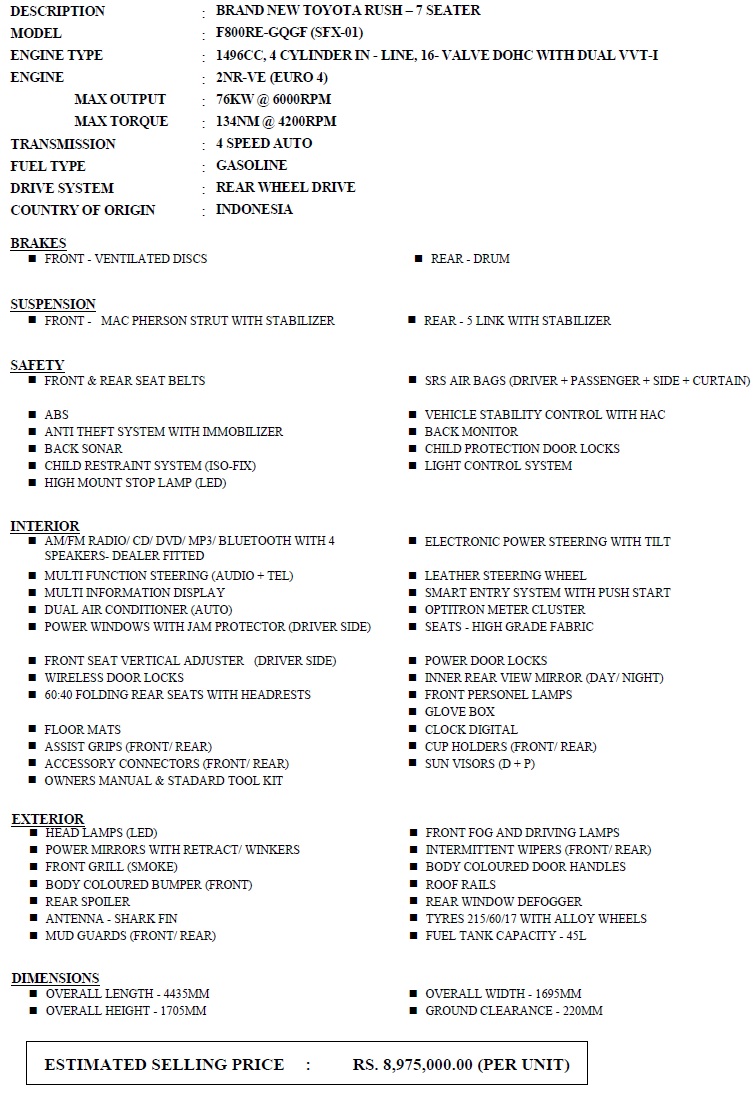 DESCRIPTION : BRAND NEW TOYOTA RUSH – 7 SEATER
MODEL : F800RE-GQGF (SFX-01)
ENGINE TYPE : 1496CC, 4 CYLINDER IN - LINE, 16- VALVE DOHC WITH DUAL VVT-I
ENGINE : 2NR-VE (EURO 4)
MAX OUTPUT : 76KW @ 6000RPM
MAX TORQUE : 134NM @ 4200RPM
TRANSMISSION : 4 SPEED AUTO
FUEL TYPE : GASOLINE
DRIVE SYSTEM : REAR WHEEL DRIVE
COUNTRY OF ORIGIN : INDONESIA
BRAKES
■ FRONT - VENTILATED DISCS ■ REAR - DRUM
SUSPENSION
■ FRONT - MAC PHERSON STRUT WITH STABILIZER ■ REAR - 5 LINK WITH STABILIZER
SAFETY
■ FRONT & REAR SEAT BELTS ■ SRS AIR BAGS (DRIVER + PASSENGER + SIDE + CURTAIN)
■ ABS ■ VEHICLE STABILITY CONTROL WITH HAC
■ ANTI THEFT SYSTEM WITH IMMOBILIZER ■ BACK MONITOR
■ BACK SONAR ■ CHILD PROTECTION DOOR LOCKS
■ CHILD RESTRAINT SYSTEM (ISO-FIX) ■ LIGHT CONTROL SYSTEM
■ HIGH MOUNT STOP LAMP (LED)
INTERIOR
■ AM/FM RADIO/ CD/ DVD/ MP3/ BLUETOOTH WITH 4 ■ ELECTRONIC POWER STEERING WITH TILT
SPEAKERS- DEALER FITTED
■ MULTI FUNCTION STEERING (AUDIO + TEL) ■ LEATHER STEERING WHEEL
■ MULTI INFORMATION DISPLAY ■ SMART ENTRY SYSTEM WITH PUSH START
■ DUAL AIR CONDITIONER (AUTO) ■ OPTITRON METER CLUSTER
■ POWER WINDOWS WITH JAM PROTECTOR (DRIVER SIDE) ■ SEATS - HIGH GRADE FABRIC
■ FRONT SEAT VERTICAL ADJUSTER (DRIVER SIDE) ■ POWER DOOR LOCKS
■ WIRELESS DOOR LOCKS ■ INNER REAR VIEW MIRROR (DAY/ NIGHT)
■ 60:40 FOLDING REAR SEATS WITH HEADRESTS ■ FRONT PERSONEL LAMPS
■ GLOVE BOX
■ FLOOR MATS ■ CLOCK DIGITAL
■ ASSIST GRIPS (FRONT/ REAR) ■ CUP HOLDERS (FRONT/ REAR)
■ ACCESSORY CONNECTORS (FRONT/ REAR) ■ SUN VISORS (D + P)
■ OWNERS MANUAL & STADARD TOOL KIT
EXTERIOR
■ HEAD LAMPS (LED) ■ FRONT FOG AND DRIVING LAMPS
■ POWER MIRRORS WITH RETRACT/ WINKERS ■ INTERMITTENT WIPERS (FRONT/ REAR)
■ FRONT GRILL (SMOKE) ■ BODY COLOURED DOOR HANDLES
■ BODY COLOURED BUMPER (FRONT) ■ ROOF RAILS
■ REAR SPOILER ■ REAR WINDOW DEFOGGER
■ ANTENNA - SHARK FIN ■ TYRES 215/60/17 WITH ALLOY WHEELS
■ MUD GUARDS (FRONT/ REAR) ■ FUEL TANK CAPACITY - 45L
DIMENSIONS
■ OVERALL LENGTH - 4435MM ■ OVERALL WIDTH - 1695MM
■ OVERALL HEIGHT - 1705MM ■ GROUND CLEARANCE - 220MM
ESTIMATED SELLING PRICE : RS. 8,975,000.00 (PER UNIT)